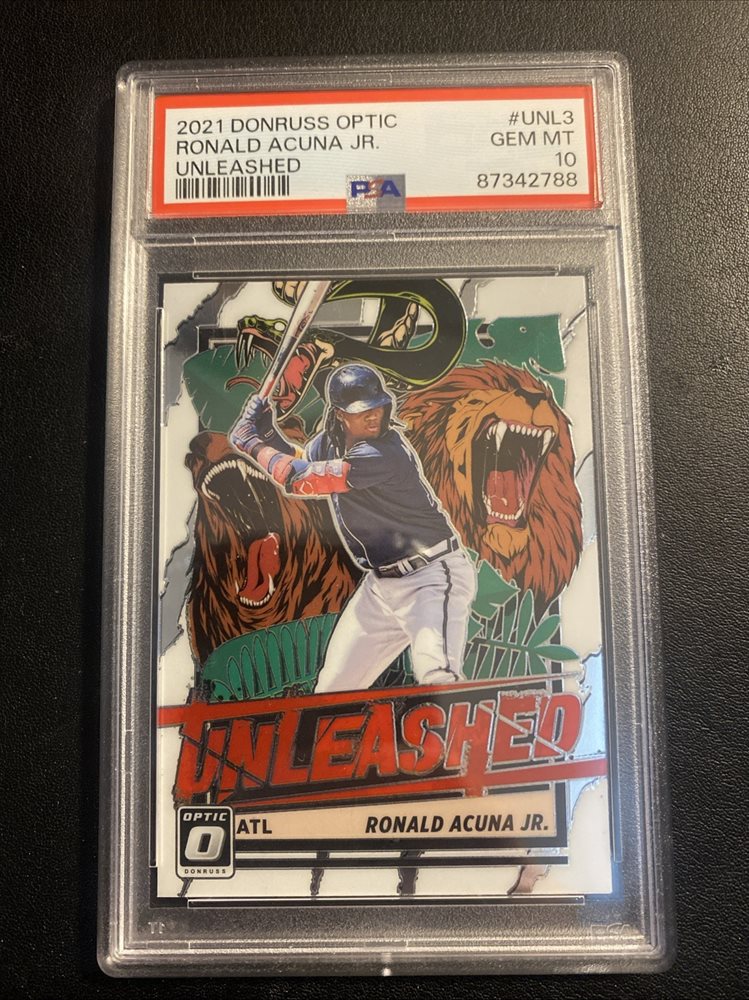 2021 DONRUSS OPTIC #UNL3
RONALD ACUNA JR. GEM MT
UNLEASHED 10
PSA 87342788
UNLEASHED
OPTIC
DONRUSS
ATL RONALD ACUNA JR.